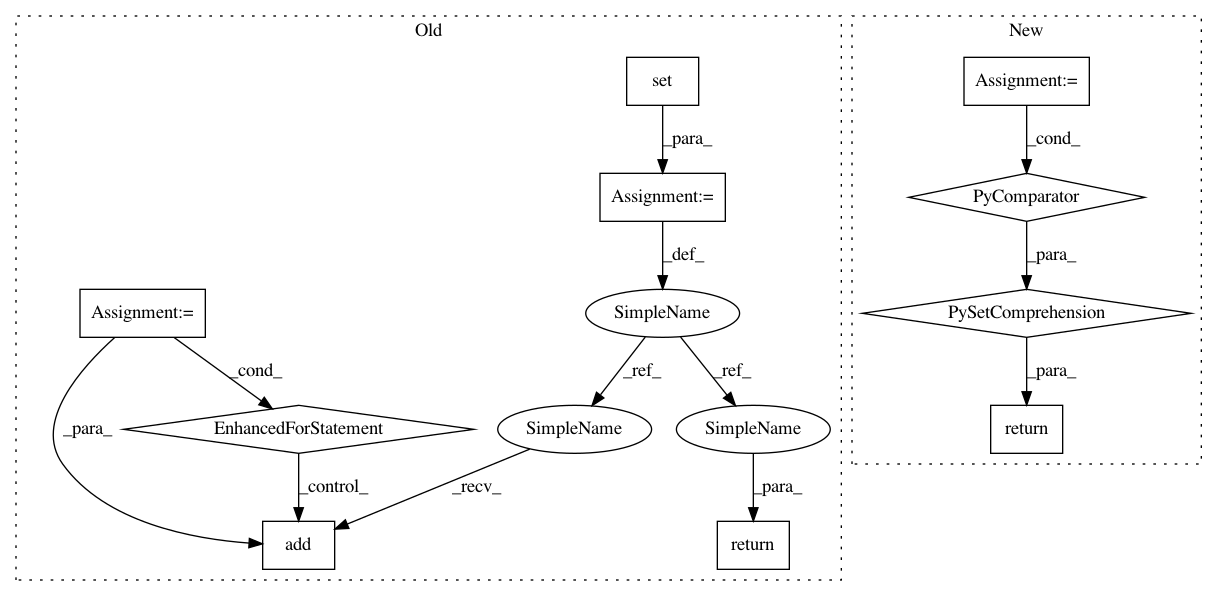 Old
New
set
Assignment:=
_para_
_cond_
Assignment:=
PyComparator
_def_
_para_
Assignment:=
SimpleName
PySetComprehension
_cond_
_ref_
_ref_
_para_
_para_
EnhancedForStatement
SimpleName
SimpleName
return
_control_
_recv_
_para_
add
return